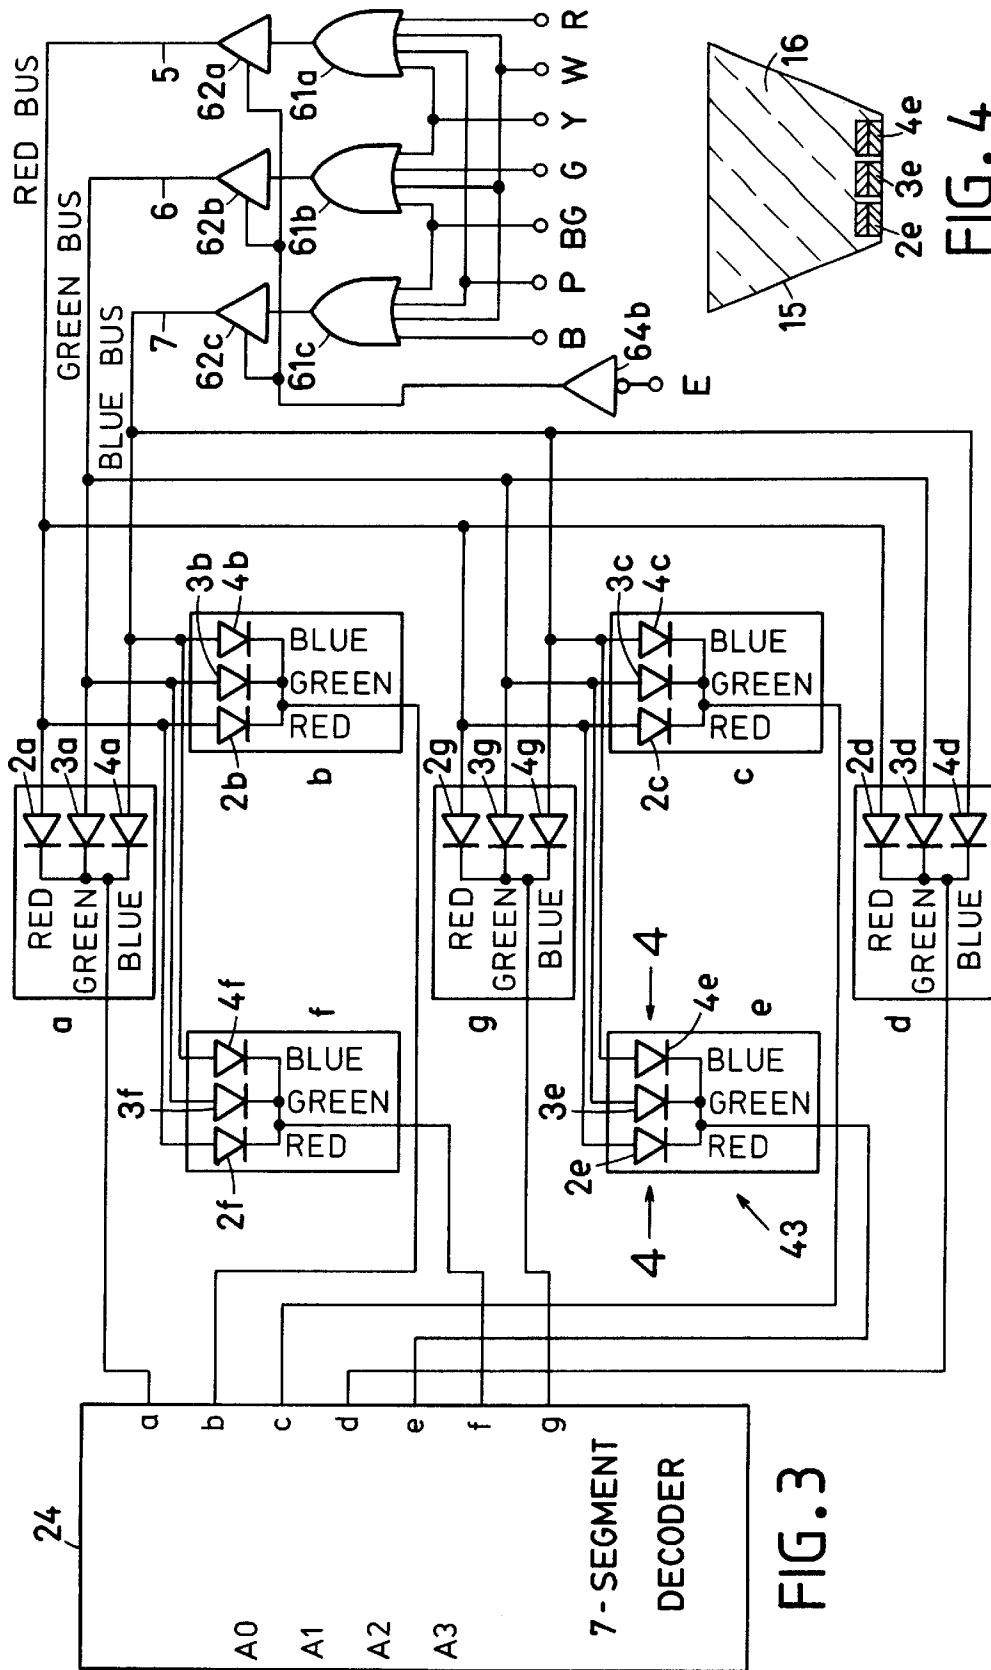 24
A0
A1
A2
A3
7-SEGMENT
DECODER
a
b
c
d
e
f
g
FIG.3
a
RED
GREEN
BLUE
2a
3a
4a
f
2f
3f
4f
RED
GREEN
BLUE
b
2b
3b
4b
RED
GREEN
BLUE
g
RED
GREEN
BLUE
2g
3g
4g
4
4
e
2e
3e
4e
RED
GREEN
BLUE
43
c
2c
3c
4c
RED
GREEN
BLUE
d
RED
GREEN
BLUE
2d
3d
4d
RED BUS
GREEN BUS
BLUE BUS
5
6
7
62a
62b
62c
61a
61b
61c
64b
E
B
P
BG
G
Y
W
R
15
16
2e
3e
4e
FIG.4